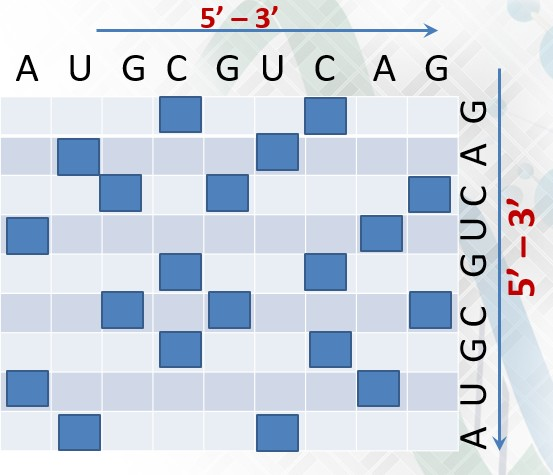 5’ – 3’
A U G C G U C A G
G A C U G C G U A
5’ – 3’